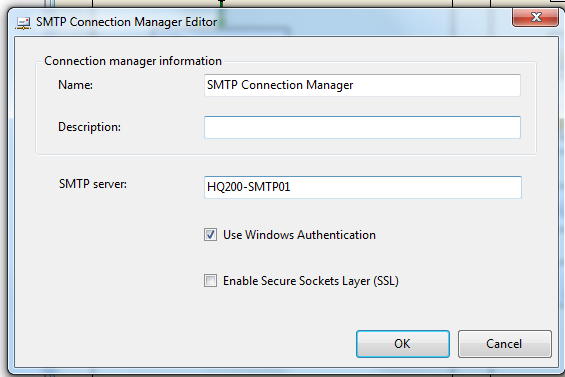 SMTP Connection Manager Editor
Connection manager information
Name: SMTP Connection Manager
Description:
SMTP server: HQ200-SMTP01
Use Windows Authentication
Enable Secure Sockets Layer (SSL)
OK Cancel